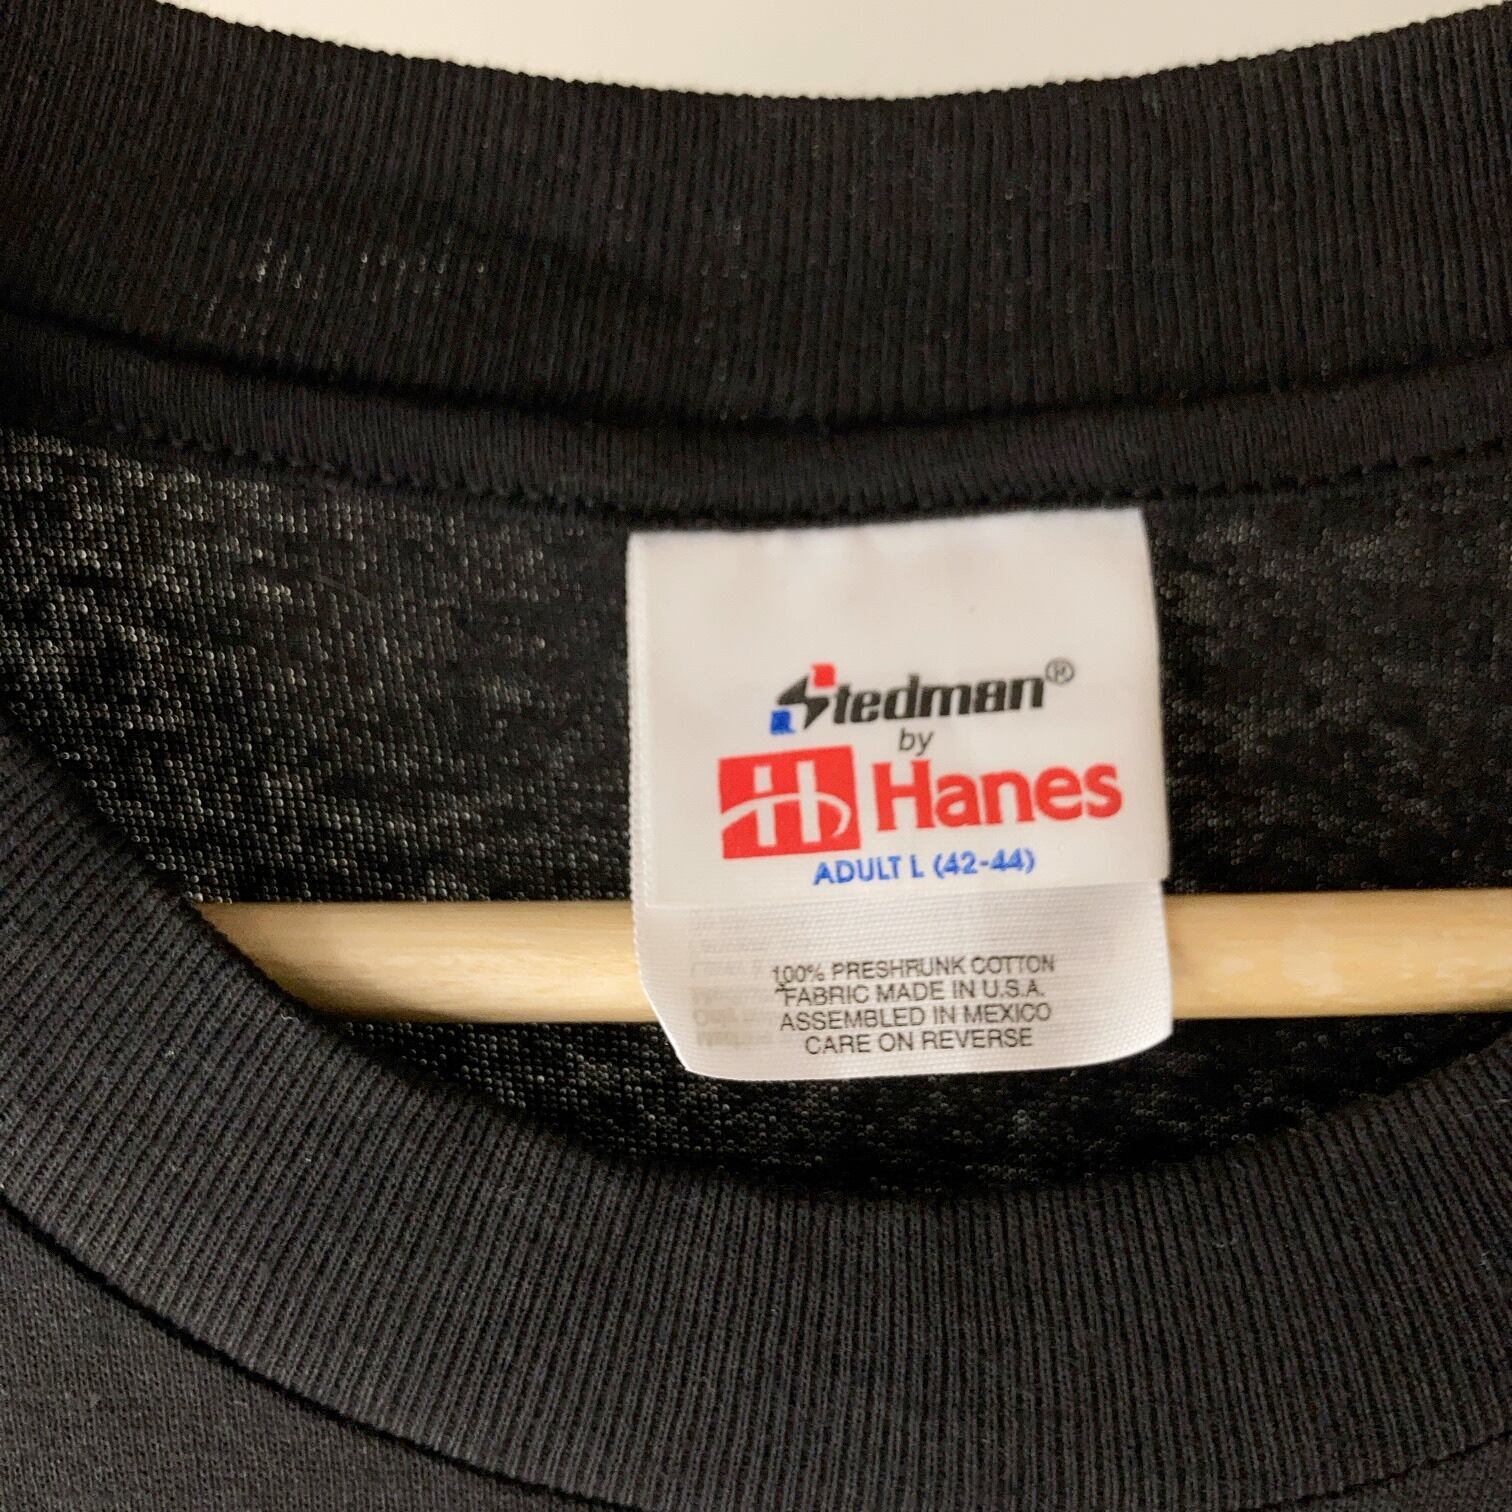 Stedman®
by
Hanes
ADULT L (42-44)
100% PRESHRUNK COTTON
FABRIC MADE IN U.S.A.
ASSEMBLED IN MEXICO
CARE ON REVERSE